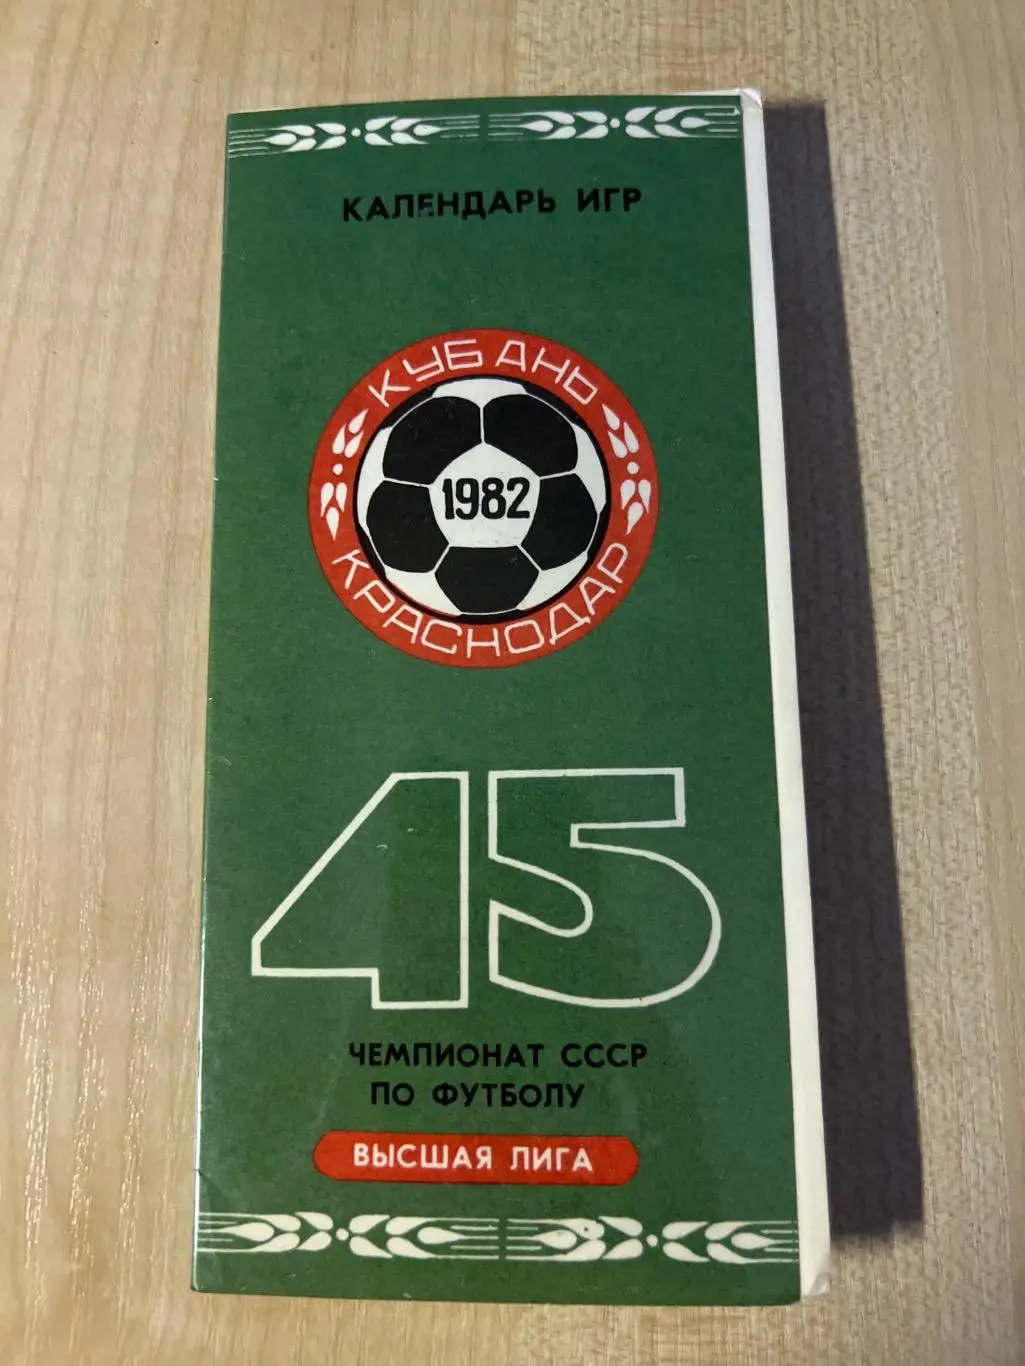 КАЛЕНДАРЬ ИГР
КУБАНЬ
1982
КРАСНОДАР
45
ЧЕМПИОНАТ СССР
ПО ФУТБОЛУ
ВЫСШАЯ ЛИГА